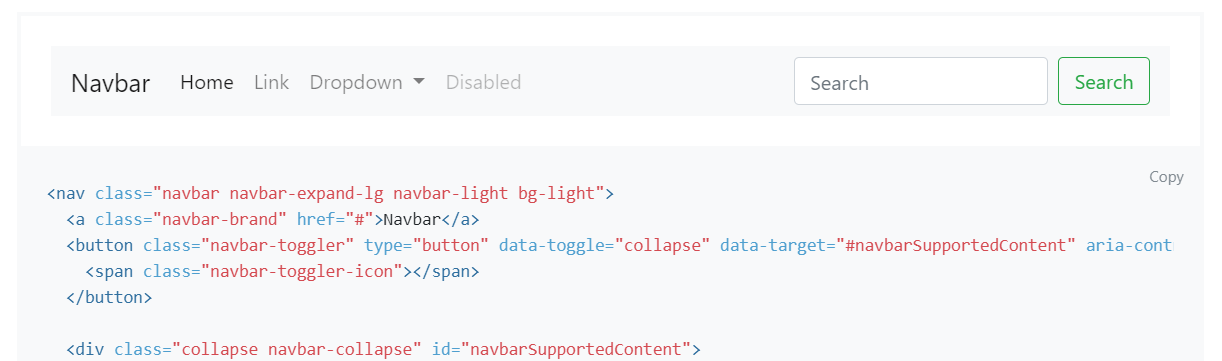 Navbar Home Link Dropdown Disabled Search Search
Copy
<nav class="navbar navbar-expand-lg navbar-light bg-light">
  <a class="navbar-brand" href="#">Navbar</a>
  <button class="navbar-toggler" type="button" data-toggle="collapse" data-target="#navbarSupportedContent" aria-cont
    <span class="navbar-toggler-icon"></span>
  </button>
  <div class="collapse navbar-collapse" id="navbarSupportedContent">